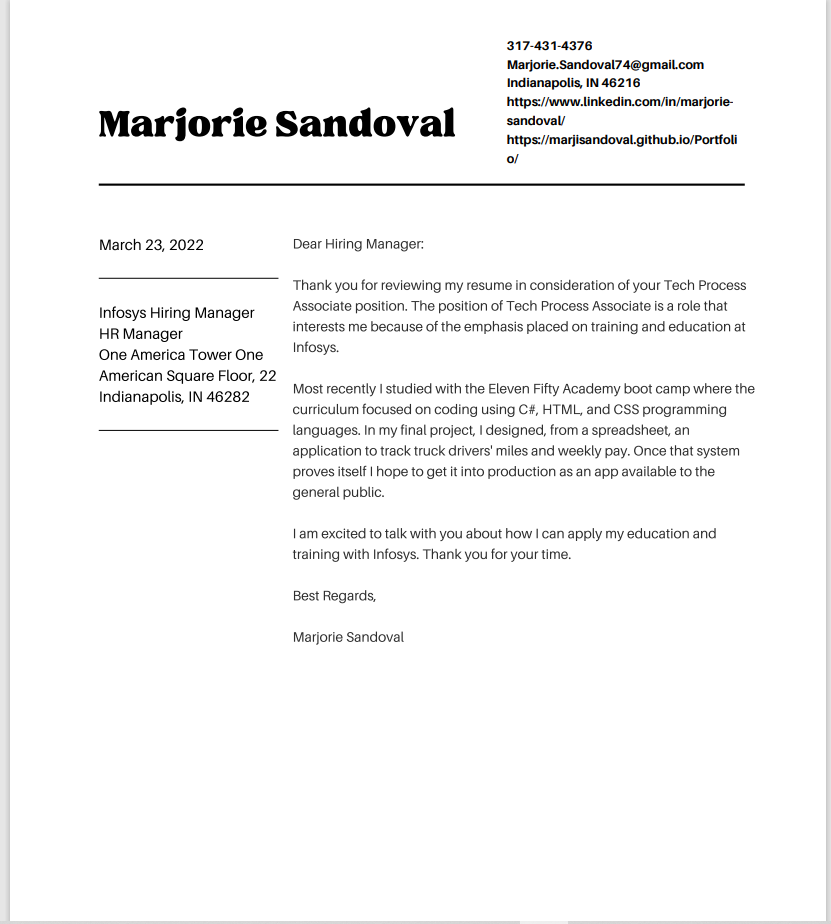 317-431-4376
Marjorie.Sandoval74@gmail.com
Indianapolis, IN 46216
https://www.linkedin.com/in/marjorie-
sandoval/
https://marjisandoval.github.io/Portfoli
o/
Marjorie Sandoval
March 23, 2022
Infosys Hiring Manager
HR Manager
One America Tower One
American Square Floor, 22
Indianapolis, IN 46282
Dear Hiring Manager:
Thank you for reviewing my resume in consideration of your Tech Process
Associate position. The position of Tech Process Associate is a role that
interests me because of the emphasis placed on training and education at
Infosys.
Most recently I studied with the Eleven Fifty Academy boot camp where the
curriculum focused on coding using C#, HTML, and CSS programming
languages. In my final project, I designed, from a spreadsheet, an
application to track truck drivers' miles and weekly pay. Once that system
proves itself I hope to get it into production as an app available to the
general public.
I am excited to talk with you about how I can apply my education and
training with Infosys. Thank you for your time.
Best Regards,
Marjorie Sandoval